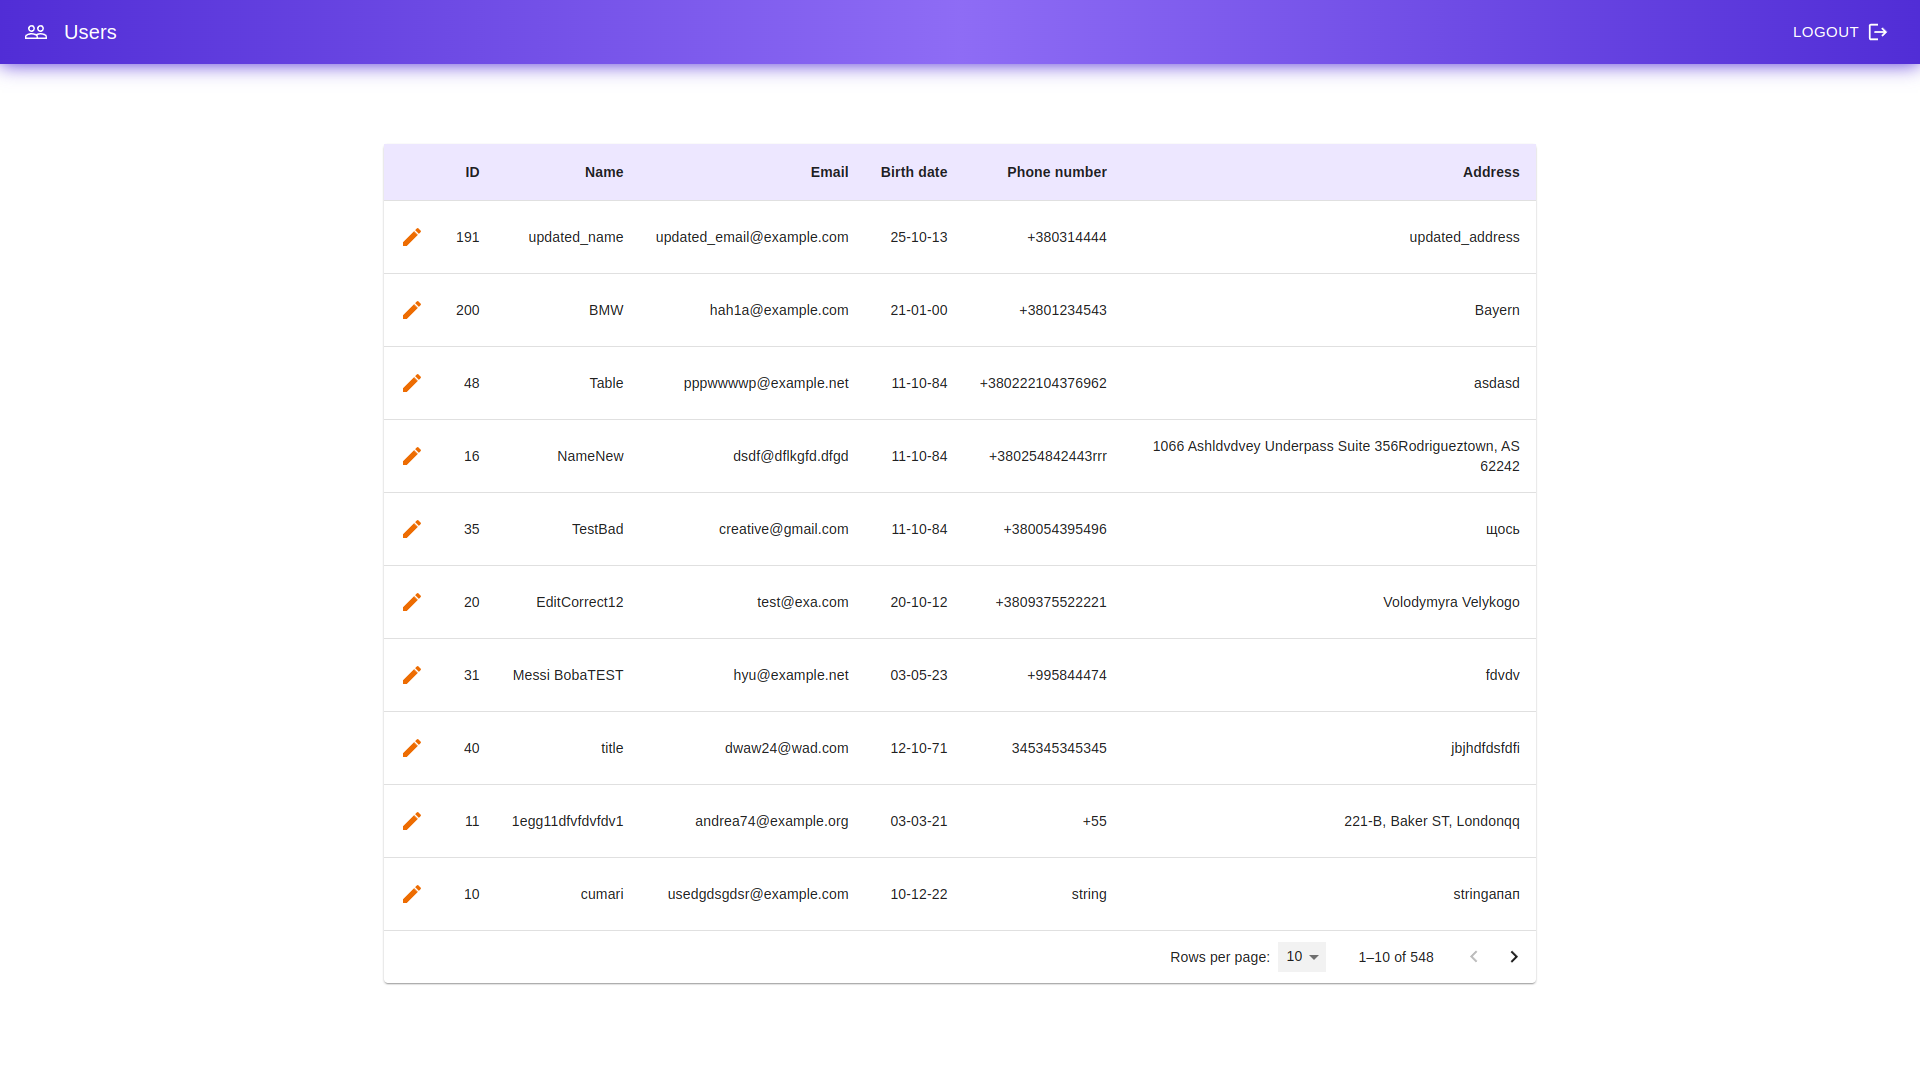 Users
LOGOUT
ID Name Email Birth date Phone number Address
191 updated_name updated_email@example.com 25-10-13 +380314444 updated_address
200 BMW hah1a@example.com 21-01-00 +3801234543 Bayern
48 Table pppwwwwp@example.net 11-10-84 +380222104376962 asdasd
16 NameNew dsdf@dflkgfd.dfgd 11-10-84 +380254842443rrr 1066 Ashldvdvey Underpass Suite 356Rodrigueztown, AS
62242
35 TestBad creative@gmail.com 11-10-84 +380054395496 щось
20 EditCorrect12 test@exa.com 20-10-12 +3809375522221 Volodymyra Velykogo
31 Messi BobaTEST hyu@example.net 03-05-23 +995844474 fdvdv
40 title dwaw24@wad.com 12-10-71 345345345345 jbjhdfdsfdfi
11 1egg11dfvfdvfdv1 andrea74@example.org 03-03-21 +55 221-B, Baker ST, Londonqq
10 cumari usedgdsgdsr@example.com 10-12-22 string stringапап
Rows per page: 10 1–10 of 548